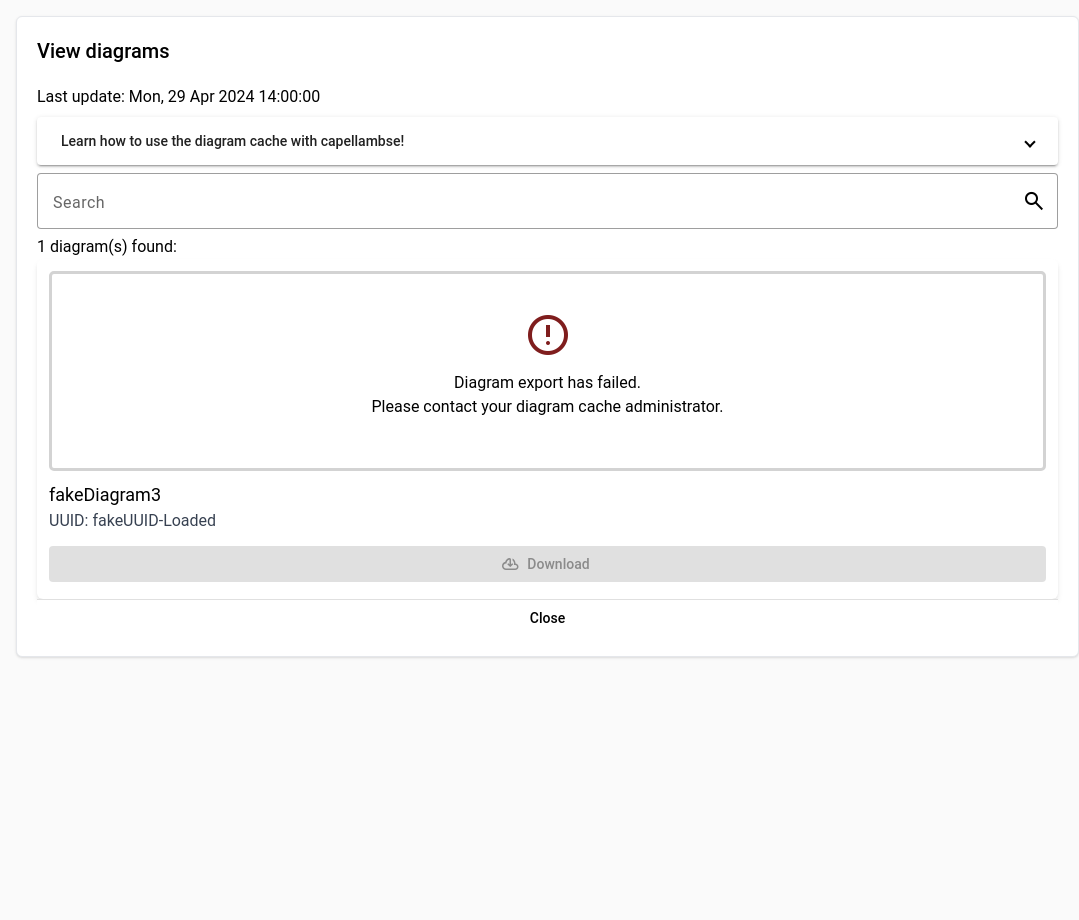 View diagrams
Last update: Mon, 29 Apr 2024 14:00:00
Learn how to use the diagram cache with capellambse!
Search
1 diagram(s) found:
Diagram export has failed.
Please contact your diagram cache administrator.
fakeDiagram3
UUID: fakeUUID-Loaded
Download
Close